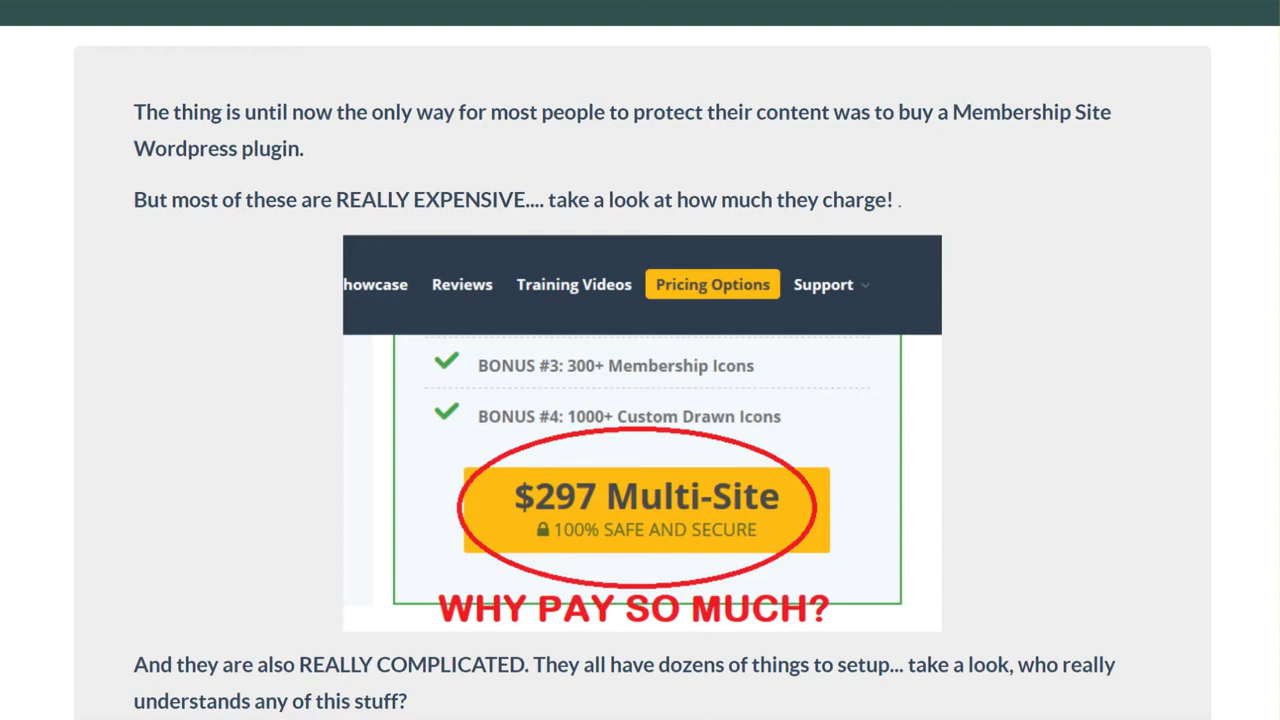 The thing is until now the only way for most people to protect their content was to buy a Membership Site
Wordpress plugin.
But most of these are REALLY EXPENSIVE.... take a look at how much they charge! .
howcase Reviews Training Videos Pricing Options Support
BONUS #3: 300+ Membership Icons
BONUS #4: 1000+ Custom Drawn Icons
$297 Multi-Site
100% SAFE AND SECURE
WHY PAY SO MUCH?
And they are also REALLY COMPLICATED. They all have dozens of things to setup... take a look, who really
understands any of this stuff?